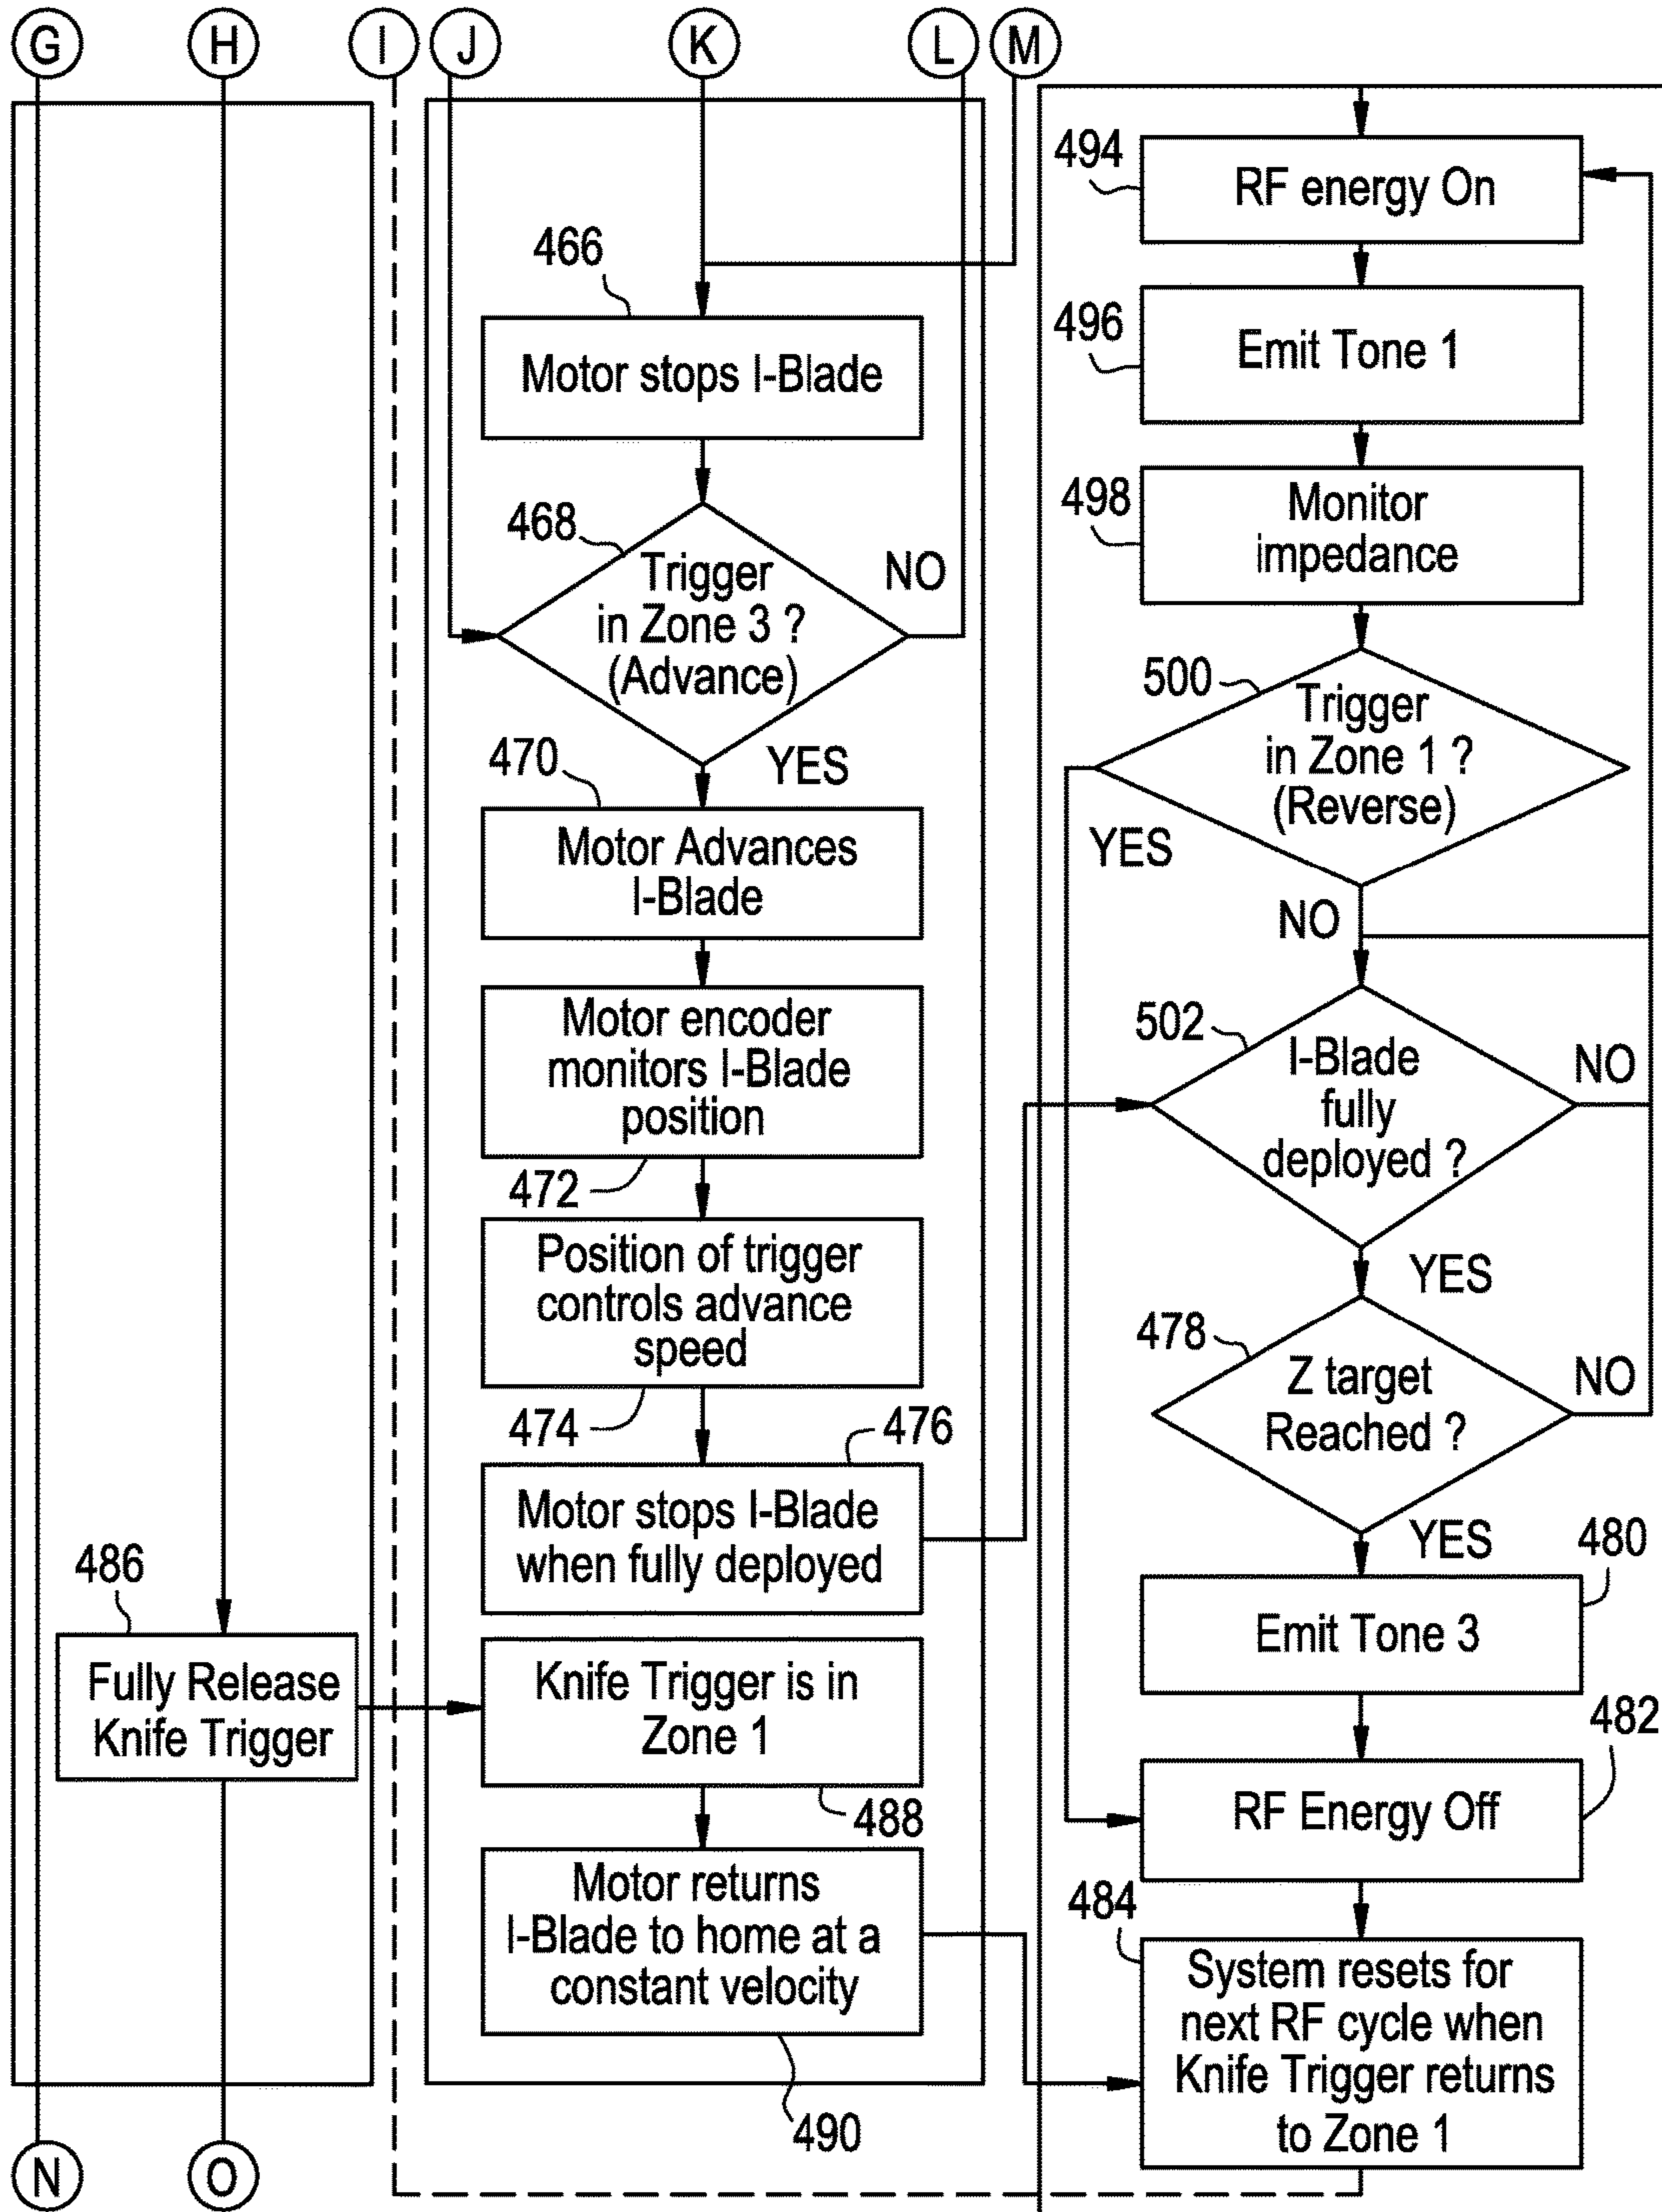 G
H
I
J
K
L
M
486
Fully Release
Knife Trigger
N
O
466
Motor stops I-Blade
468
Trigger
in Zone 3 ?
(Advance)
NO
YES
470
Motor Advances
I-Blade
Motor encoder
monitors I-Blade
position
472
Position of trigger
controls advance
speed
474
476
Motor stops I-Blade
when fully deployed
Knife Trigger is in
Zone 1
488
Motor returns
I-Blade to home at a
constant velocity
490
494
RF energy On
496
Emit Tone 1
498
Monitor
impedance
500
Trigger
in Zone 1 ?
(Reverse)
YES
NO
502
I-Blade
fully
deployed ?
NO
YES
478
Z target
Reached ?
NO
YES
480
Emit Tone 3
482
RF Energy Off
484
System resets for
next RF cycle when
Knife Trigger returns
to Zone 1